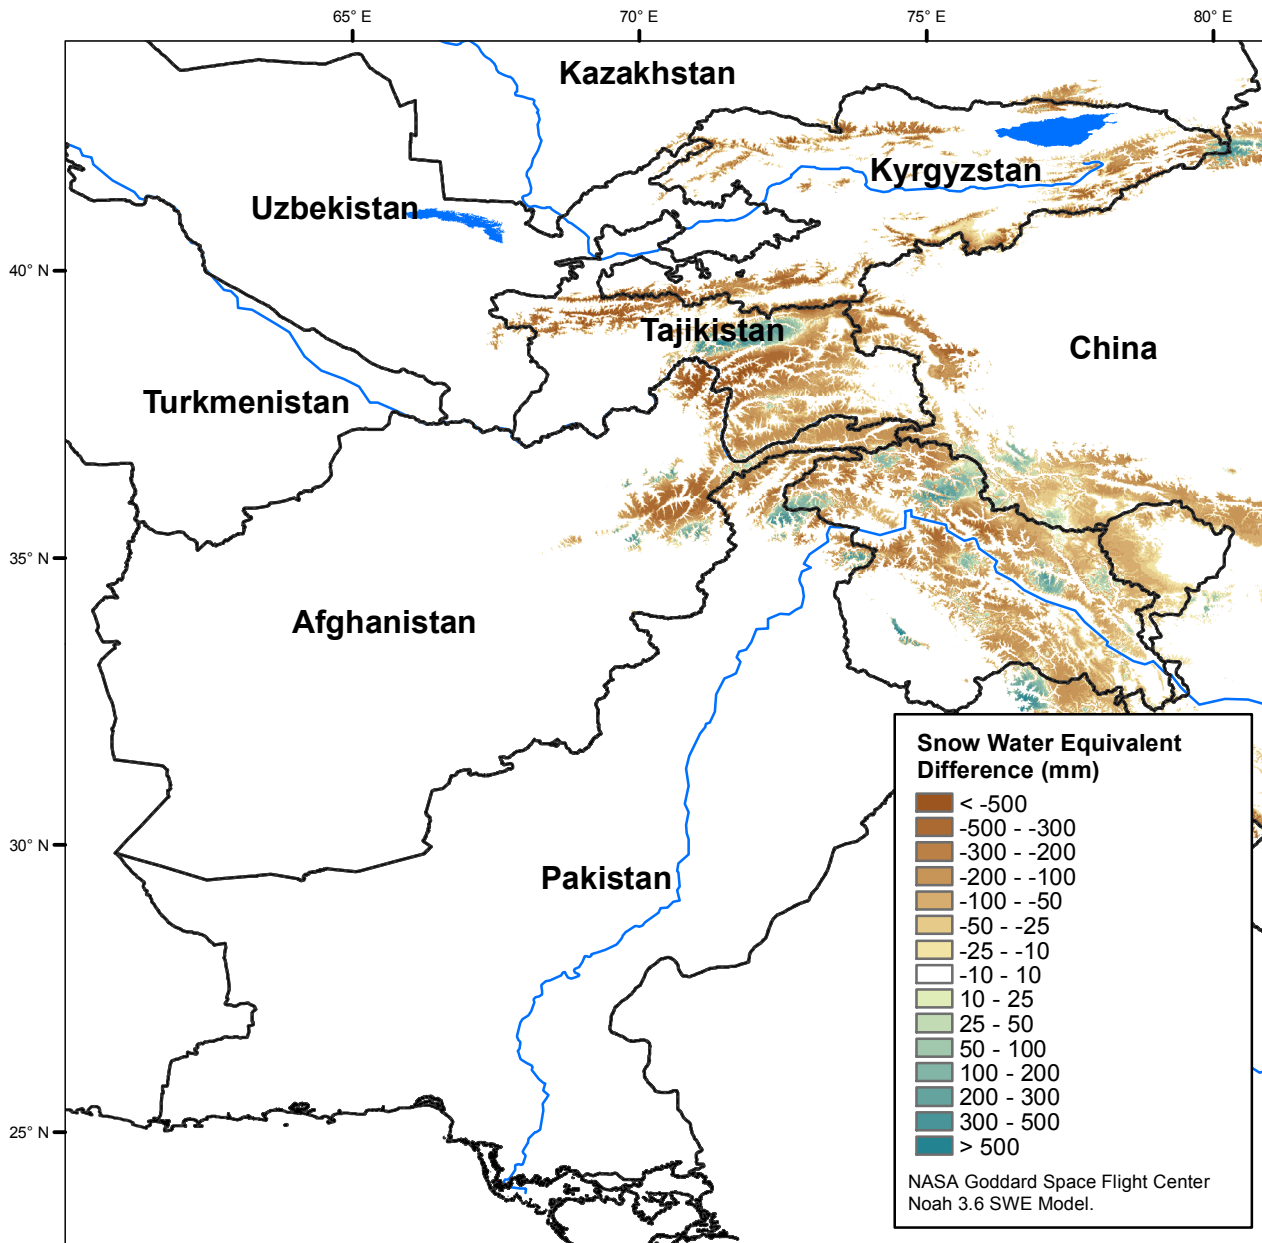 65° E
70° E
75° E
80° E
Kazakhstan
Kyrgyzstan
Uzbekistan
40° N
Tajikistan
China
Turkmenistan
35° N
Afghanistan
30° N
Pakistan
25° N
Snow Water Equivalent
Difference (mm)
< -500
-500 - -300
-300 - -200
-200 - -100
-100 - -50
-50 - -25
-25 - -10
-10 - 10
10 - 25
25 - 50
50 - 100
100 - 200
200 - 300
300 - 500
> 500
NASA Goddard Space Flight Center
Noah 3.6 SWE Model.